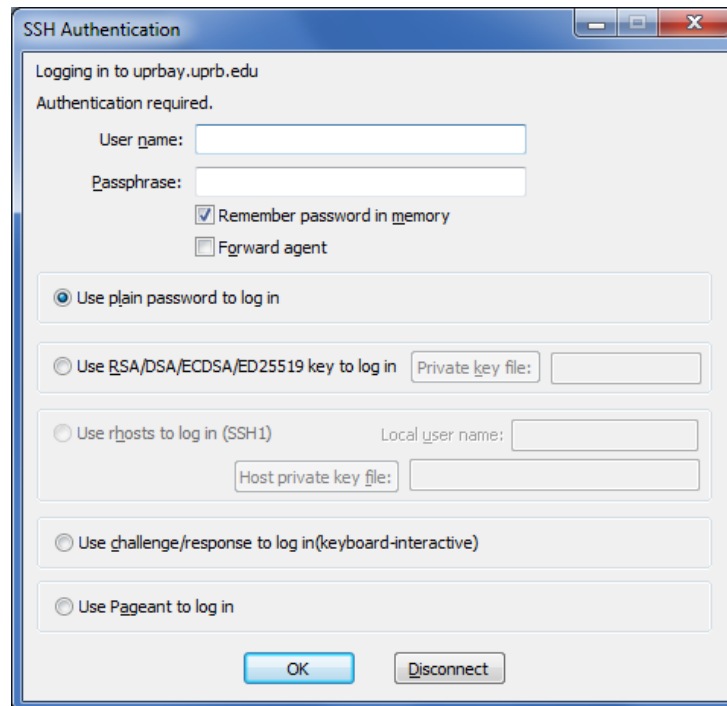 SSH Authentication
Logging in to uprbay.uprb.edu
Authentication required.
User name:
Passphrase:
Remember password in memory
Forward agent
Use plain password to log in
Use RSA/DSA/ECDSA/ED25519 key to log in Private key file:
Use rhosts to log in (SSH1) Local user name:
Host private key file:
Use challenge/response to log in(keyboard-interactive)
Use Pageant to log in
OK Disconnect